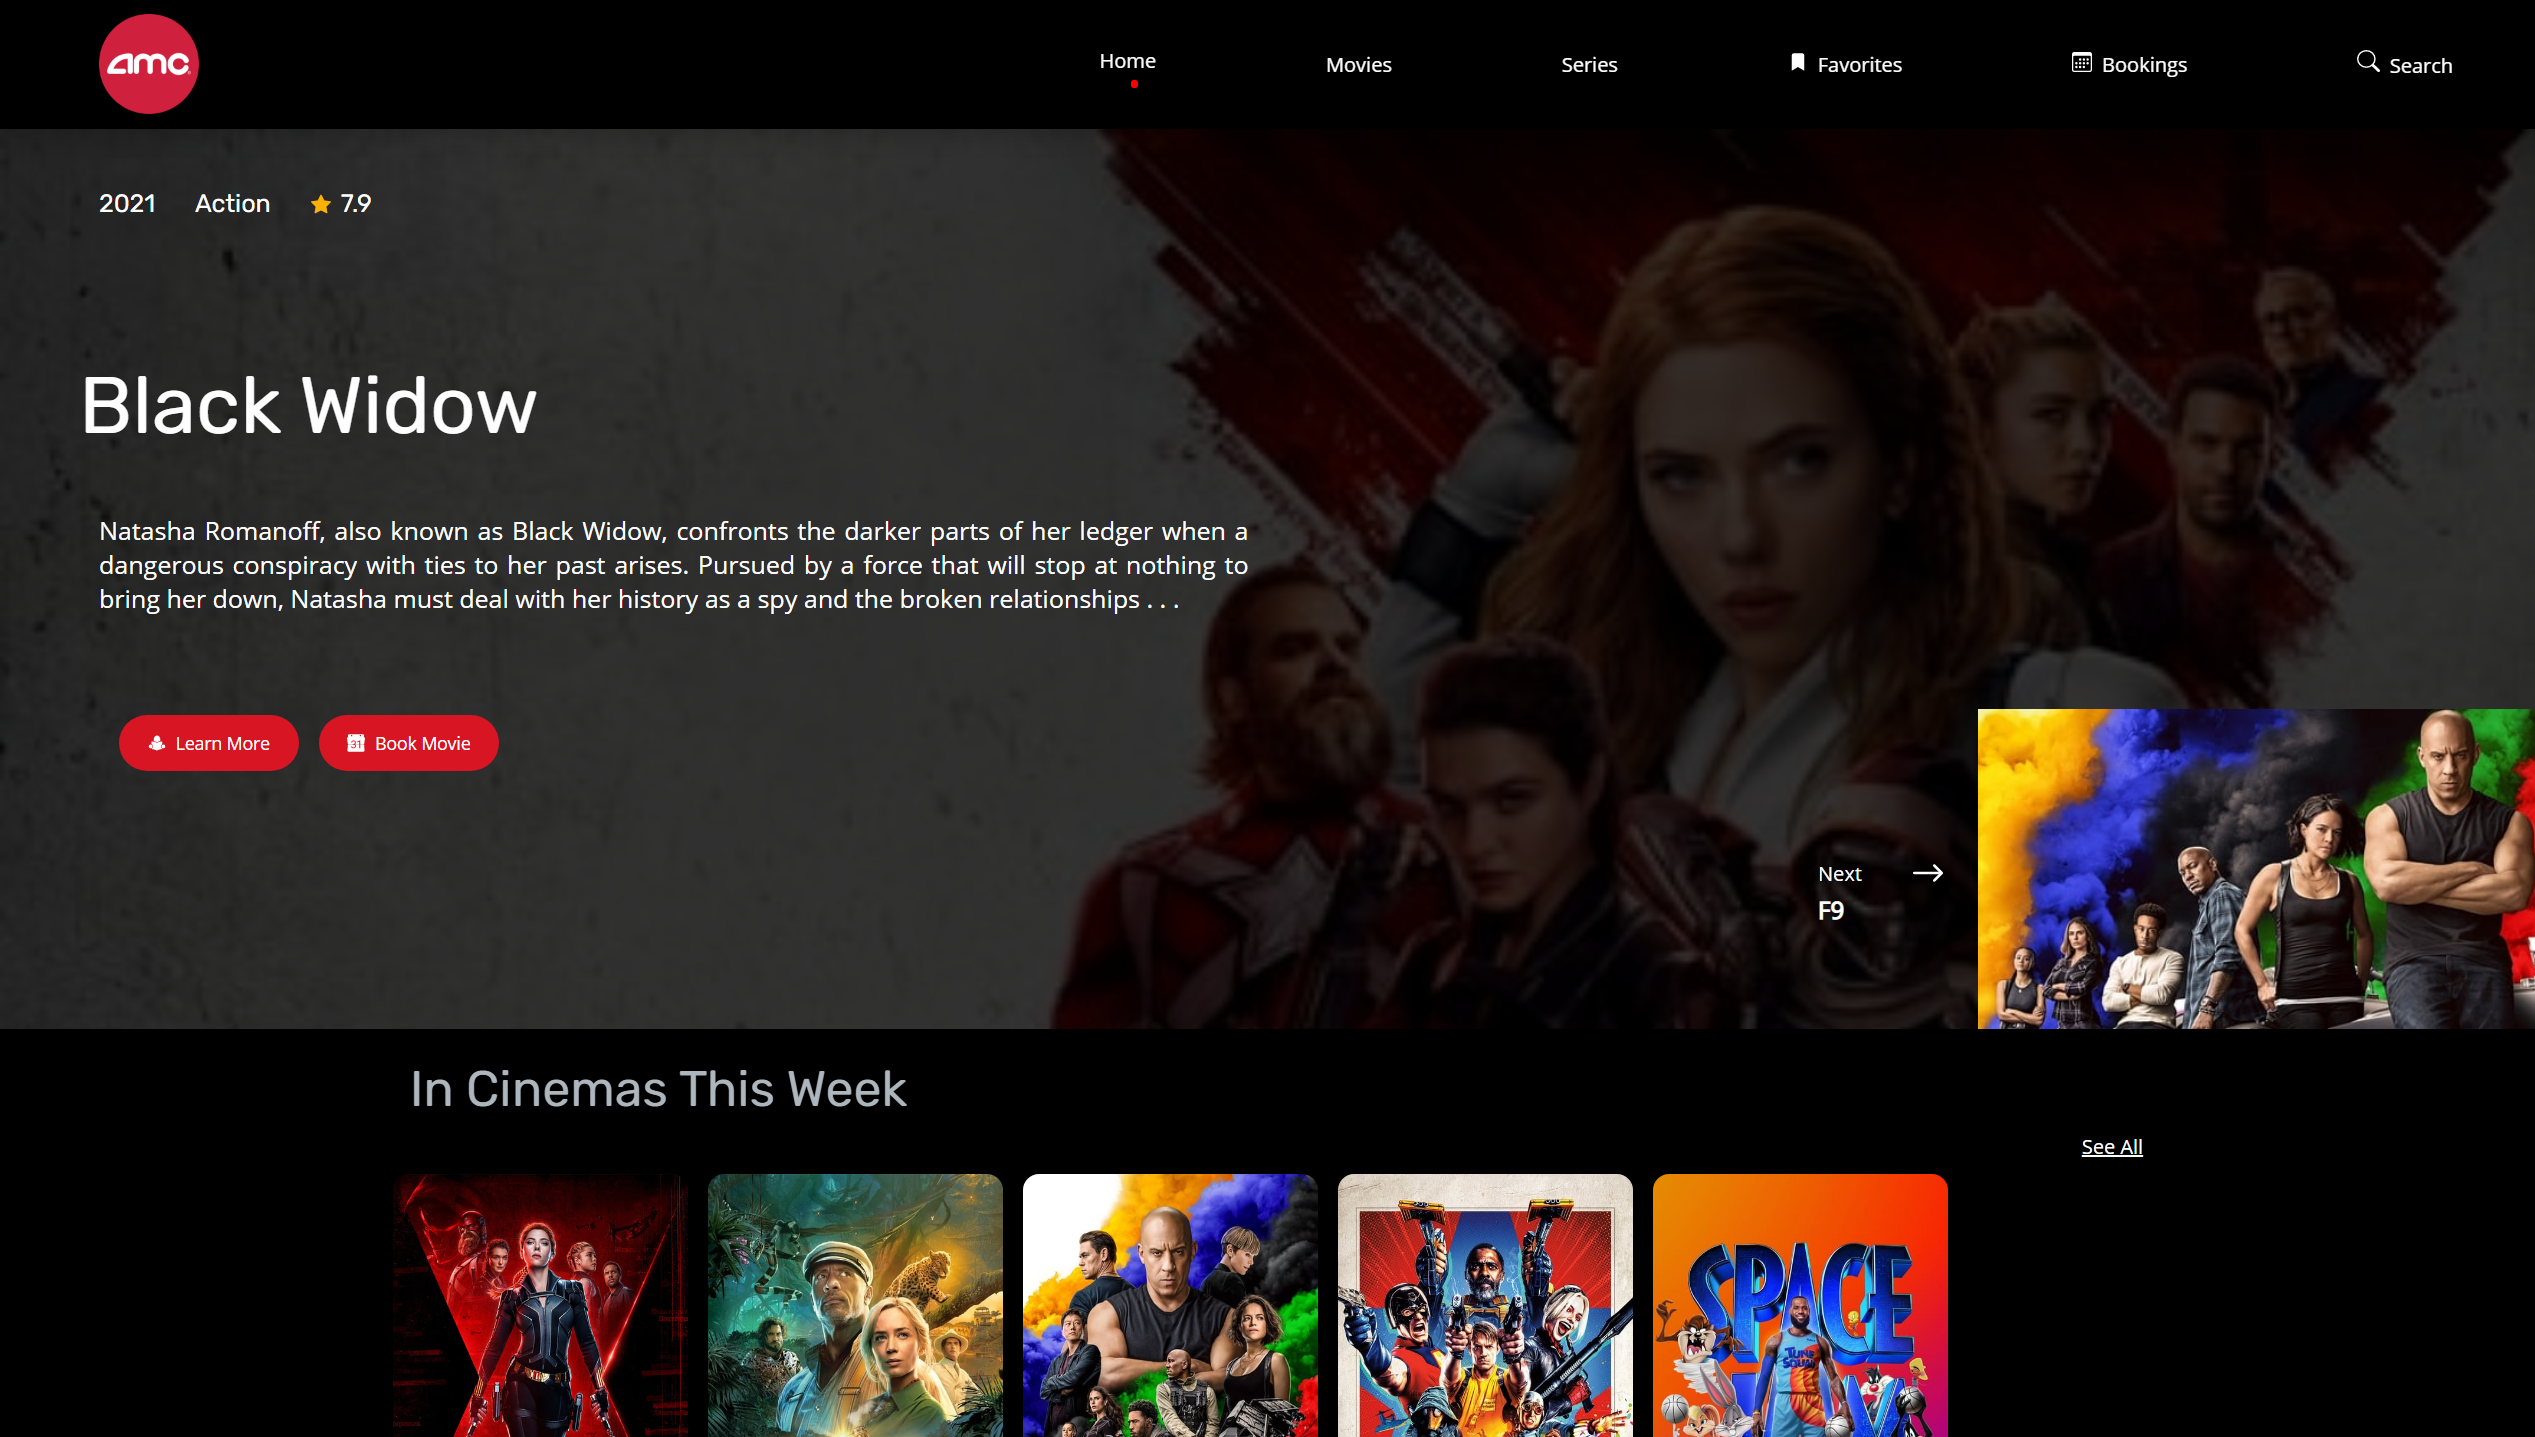 amc
Home
Movies
Series
Favorites
Bookings
Search
2021
Action
7.9
Black Widow
Natasha Romanoff, also known as Black Widow, confronts the darker parts of her ledger when a
dangerous conspiracy with ties to her past arises. Pursued by a force that will stop at nothing to
bring her down, Natasha must deal with her history as a spy and the broken relationships . . .
Learn More
31
Book Movie
Next
F9
In Cinemas This Week
See All
SPACE
TUNE
SQUAD